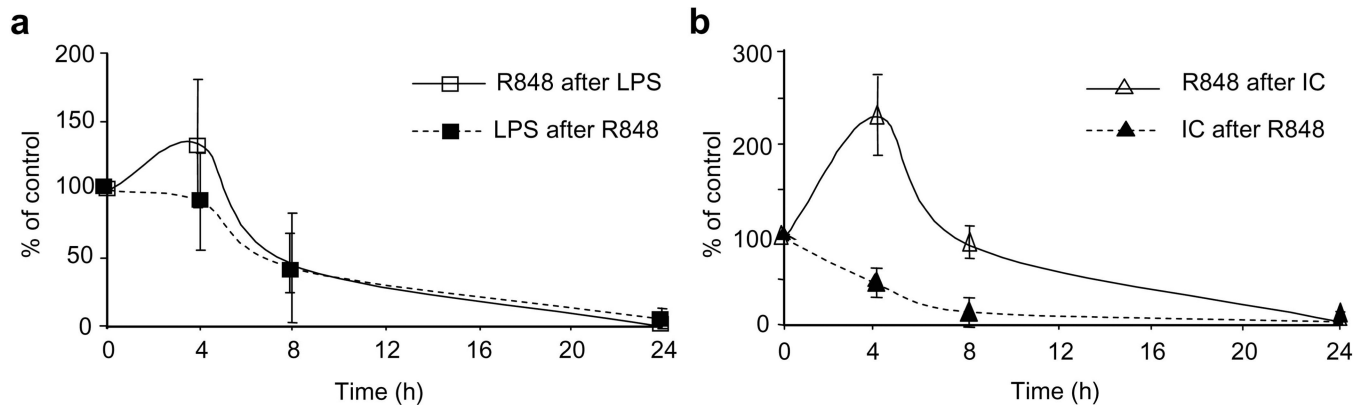 a
200
150
100
50
0
% of control
0 4 8 12 16 20 24
Time (h)
R848 after LPS
LPS after R848
b
300
200
100
0
% of control
0 4 8 12 16 20 24
Time (h)
R848 after IC
IC after R848